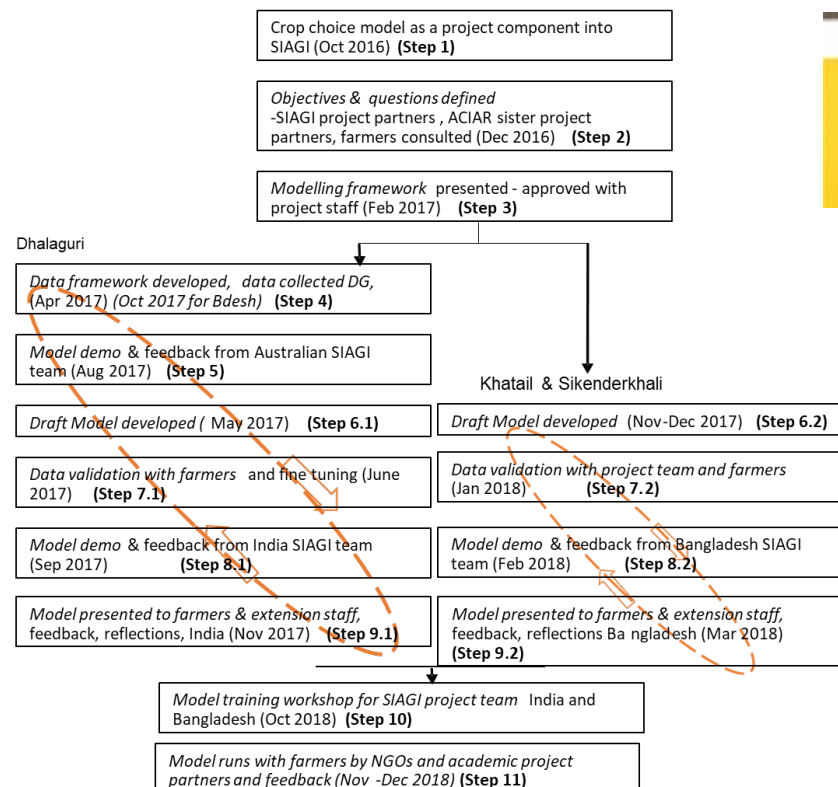 Crop choice model as a project component into
SIAGI (Oct 2016) (Step 1)
Objectives & questions defined
-SIAGI project partners , ACIAR sister project
partners, farmers consulted (Dec 2016) (Step 2)
Modelling framework presented - approved with
project staff (Feb 2017) (Step 3)
Dhalaguri
Data framework developed, data collected DG,
(Apr 2017) (Oct 2017 for Bdesh) (Step 4)
Model demo & feedback from Australian SIAGI
team (Aug 2017) (Step 5)
Draft Model developed ( May 2017) (Step 6.1)
Data validation with farmers and fine tuning (June
2017) (Step 7.1)
Model demo & feedback from India SIAGI team
(Sep 2017) (Step 8.1)
Model presented to farmers & extension staff,
feedback, reflections, India (Nov 2017) (Step 9.1)
Khatail & Sikenderkhali
Draft Model developed (Nov-Dec 2017) (Step 6.2)
Data validation with project team and farmers
(Jan 2018) (Step 7.2)
Model demo & feedback from Bangladesh SIAGI
team (Feb 2018) (Step 8.2)
Model presented to farmers & extension staff,
feedback, reflections Ba ngladesh (Mar 2018)
(Step 9.2)
Model training workshop for SIAGI project team India and
Bangladesh (Oct 2018) (Step 10)
Model runs with farmers by NGOs and academic project
partners and feedback (Nov -Dec 2018) (Step 11)